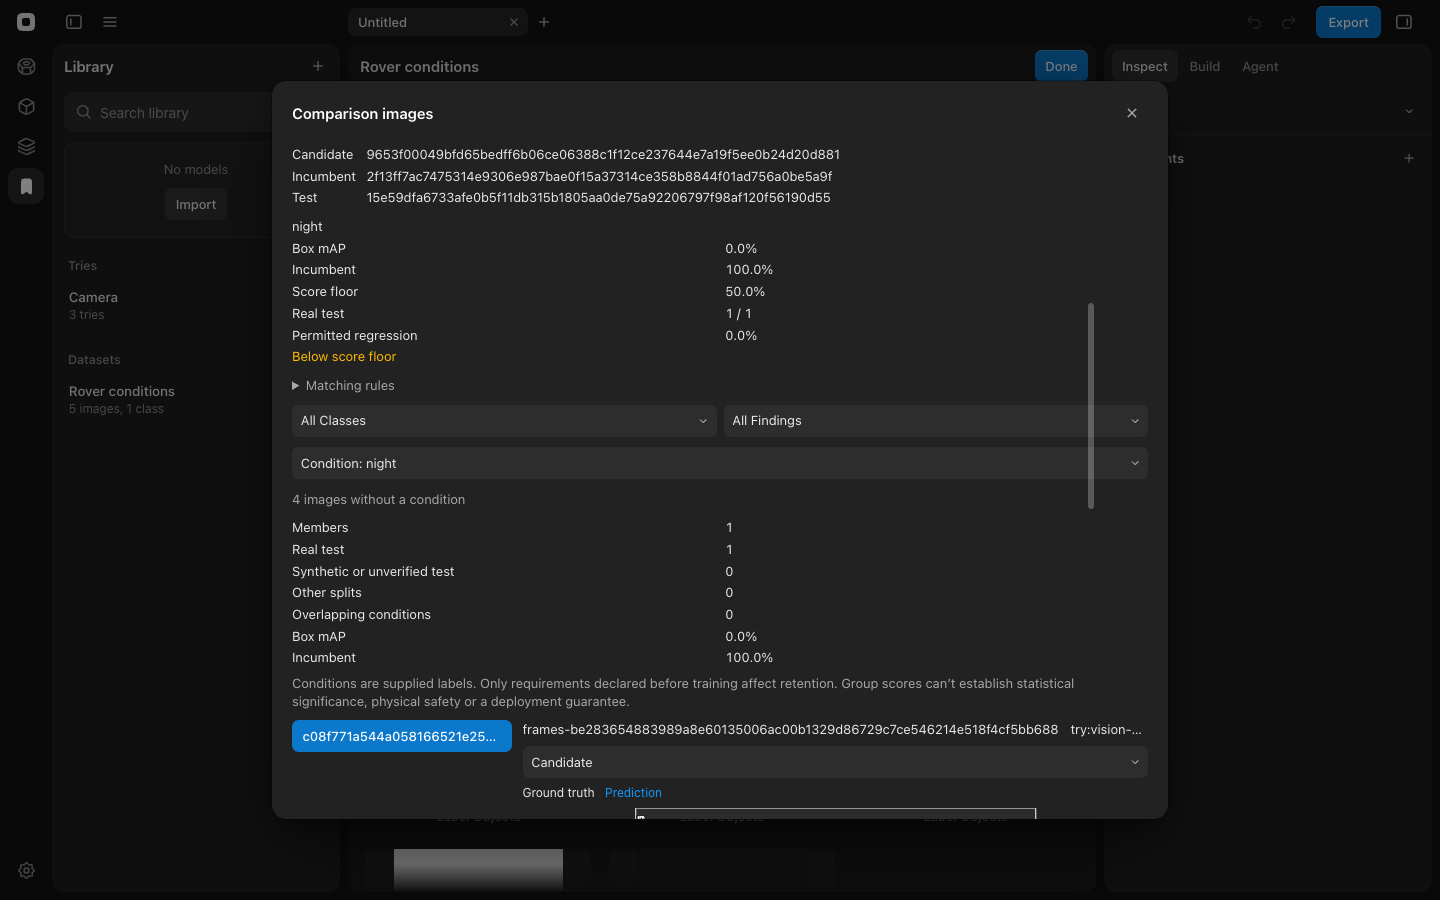 Untitled
Export
Library
Rover conditions
Done
Inspect
Build
Agent
Search library
No models
Import
Tries
Camera
3 tries
Datasets
Rover conditions
5 images, 1 class
Comparison images
Candidate 9653f00049bfd65bedff6b06ce06388c1f12ce237644e7a19f5ee0b24d20d881
Incumbent 2f13ff7ac7475314e9306e987bae0f15a37314ce358b8844f01ad756a0be5a9f
Test 15e59dfa6733afe0b5f11db315b1805aa0de75a92206797f98af120f56190d55
night
Box mAP 0.0%
Incumbent 100.0%
Score floor 50.0%
Real test 1 / 1
Permitted regression 0.0%
Below score floor
Matching rules
All Classes
All Findings
Condition: night
4 images without a condition
Members 1
Real test 1
Synthetic or unverified test 0
Other splits 0
Overlapping conditions 0
Box mAP 0.0%
Incumbent 100.0%
Conditions are supplied labels. Only requirements declared before training affect retention. Group scores can't establish statistical
significance, physical safety or a deployment guarantee.
c08f771a544a058166521e25...
frames-be283654883989a8e60135006ac00b1329d86729c7ce546214e518f4cf5bb688 try:vision-...
Candidate
Ground truth Prediction